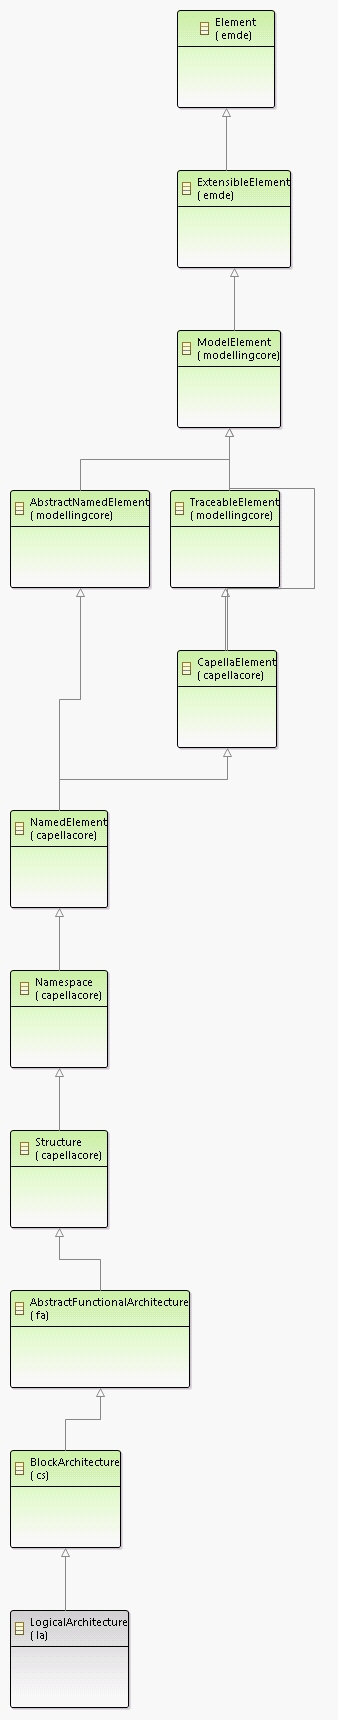 Element
( emde)
ExtensibleElement
( emde)
ModelElement
( modellingcore)
AbstractNamedElement
( modellingcore)
TraceableElement
( modellingcore)
CapellaElement
( capellacore)
NamedElement
( capellacore)
Namespace
( capellacore)
Structure
( capellacore)
AbstractFunctionalArchitecture
( fa)
BlockArchitecture
( cs)
LogicalArchitecture
( la)